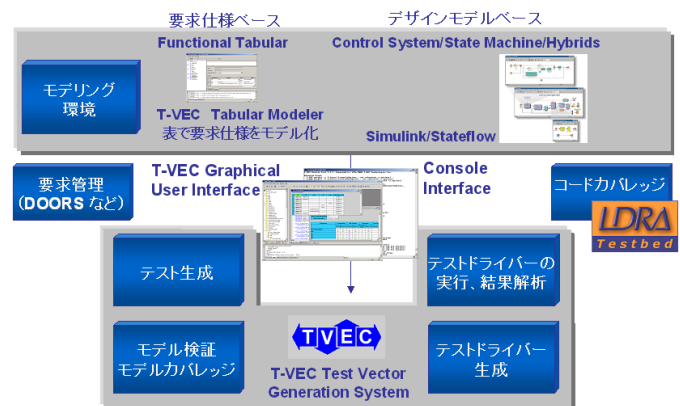 要求仕様ベース
デザインモデルベース
Functional Tabular
Control System/State Machine/Hybrids
モデリング
環境
T-VEC Tabular Modeler
表で要求仕様をモデル化
Simulink/Stateflow
要求管理
(DOORS など)
T-VEC Graphical
User Interface
Console
Interface
コードカバレッジ
LDRA
Testbed
テスト生成
テストドライバーの
実行、結果解析
モデル検証
モデルカバレッジ
TVEC
T-VEC Test Vector
Generation System
テストドライバー
生成